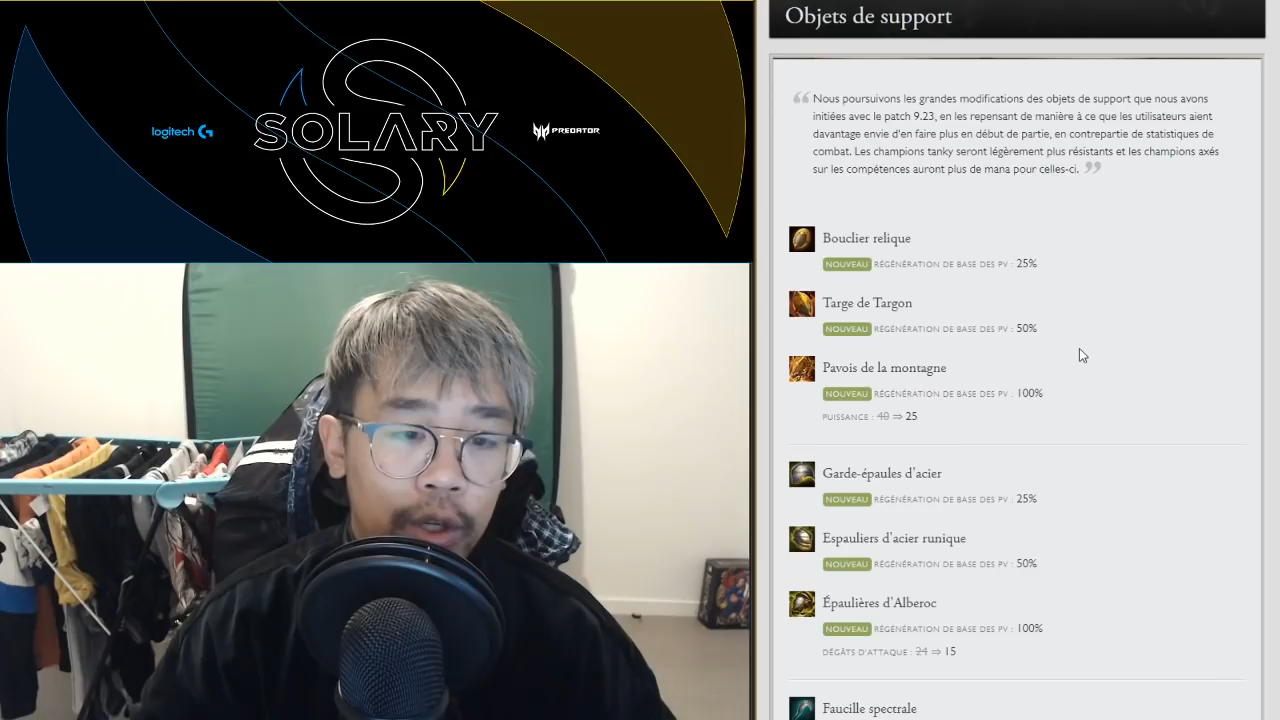 logitech G
SOLARY
PREDATOR
Objets de support
Nous poursuivons les grandes modifications des objets de support que nous avons
initiées avec le patch 9.23, en les repensant de manière à ce que les utilisateurs aient
davantage envie d'en faire plus en début de partie, en contrepartie de statistiques de
combat. Les champions tanky seront légèrement plus résistants et les champions axés
sur les compétences auront plus de mana pour celles-ci.
Bouclier relique
NOUVEAU RÉGÉNÉRATION DE BASE DES PV : 25%
Targe de Targon
NOUVEAU RÉGÉNÉRATION DE BASE DES PV : 50%
Pavois de la montagne
NOUVEAU RÉGÉNÉRATION DE BASE DES PV : 100%
PUISSANCE : 40 ⇒ 25
Garde-épaules d'acier
NOUVEAU RÉGÉNÉRATION DE BASE DES PV : 25%
Espauliers d'acier runique
NOUVEAU RÉGÉNÉRATION DE BASE DES PV : 50%
Épaulières d'Alberoc
NOUVEAU RÉGÉNÉRATION DE BASE DES PV : 100%
DÉGÂTS D'ATTAQUE : 24 ⇒ 15
Faucille spectrale